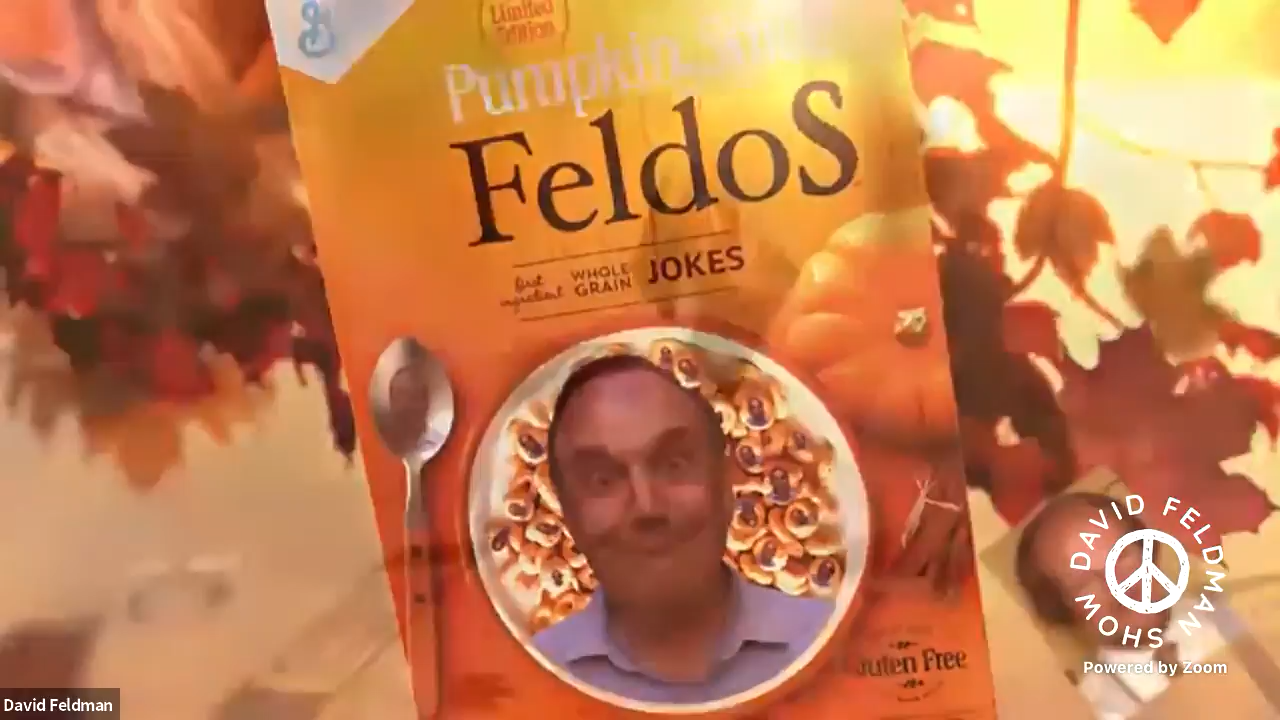 Limited
Edition
Pumpkin Spice
FeldoS
first
ingredient
WHOLE
GRAIN
JOKES
Gluten Free
DAVID FELDMAN SHOW
Powered by Zoom
David Feldman